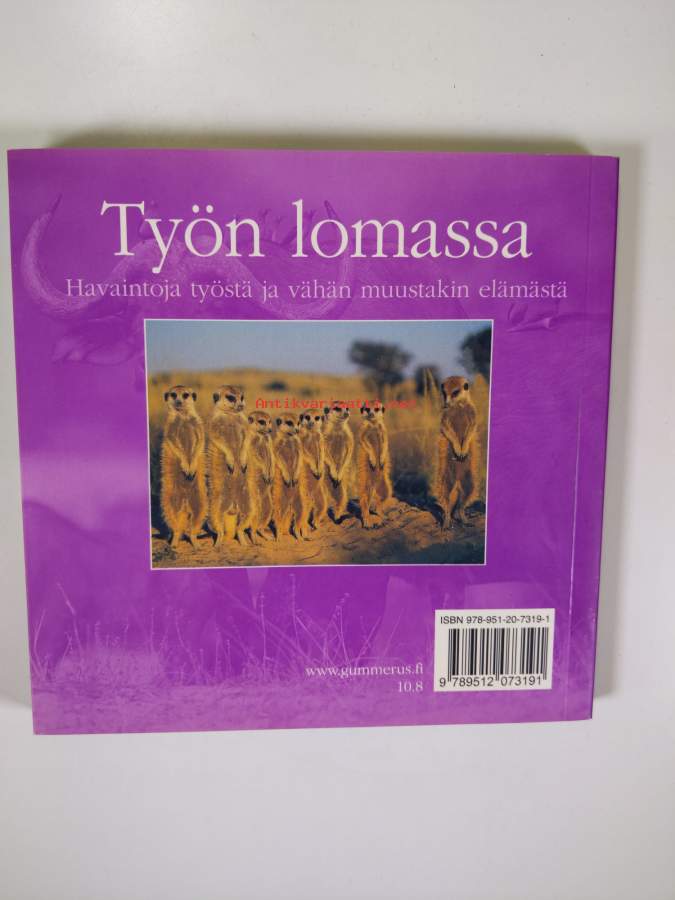 Työn lomassa
Havaintoja työstä ja vähän muustakin elämästä
Antikvariaatti.net
ISBN 978-951-20-7319-1
www.gummerus.fi
10.8
9 789512 073191